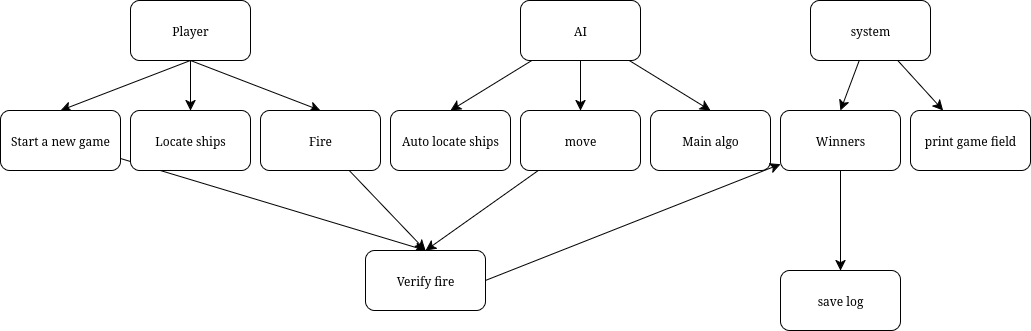 Player
AI
system
Start a new game
Locate ships
Fire
Auto locate ships
move
Main algo
Winners
print game field
Verify fire
save log